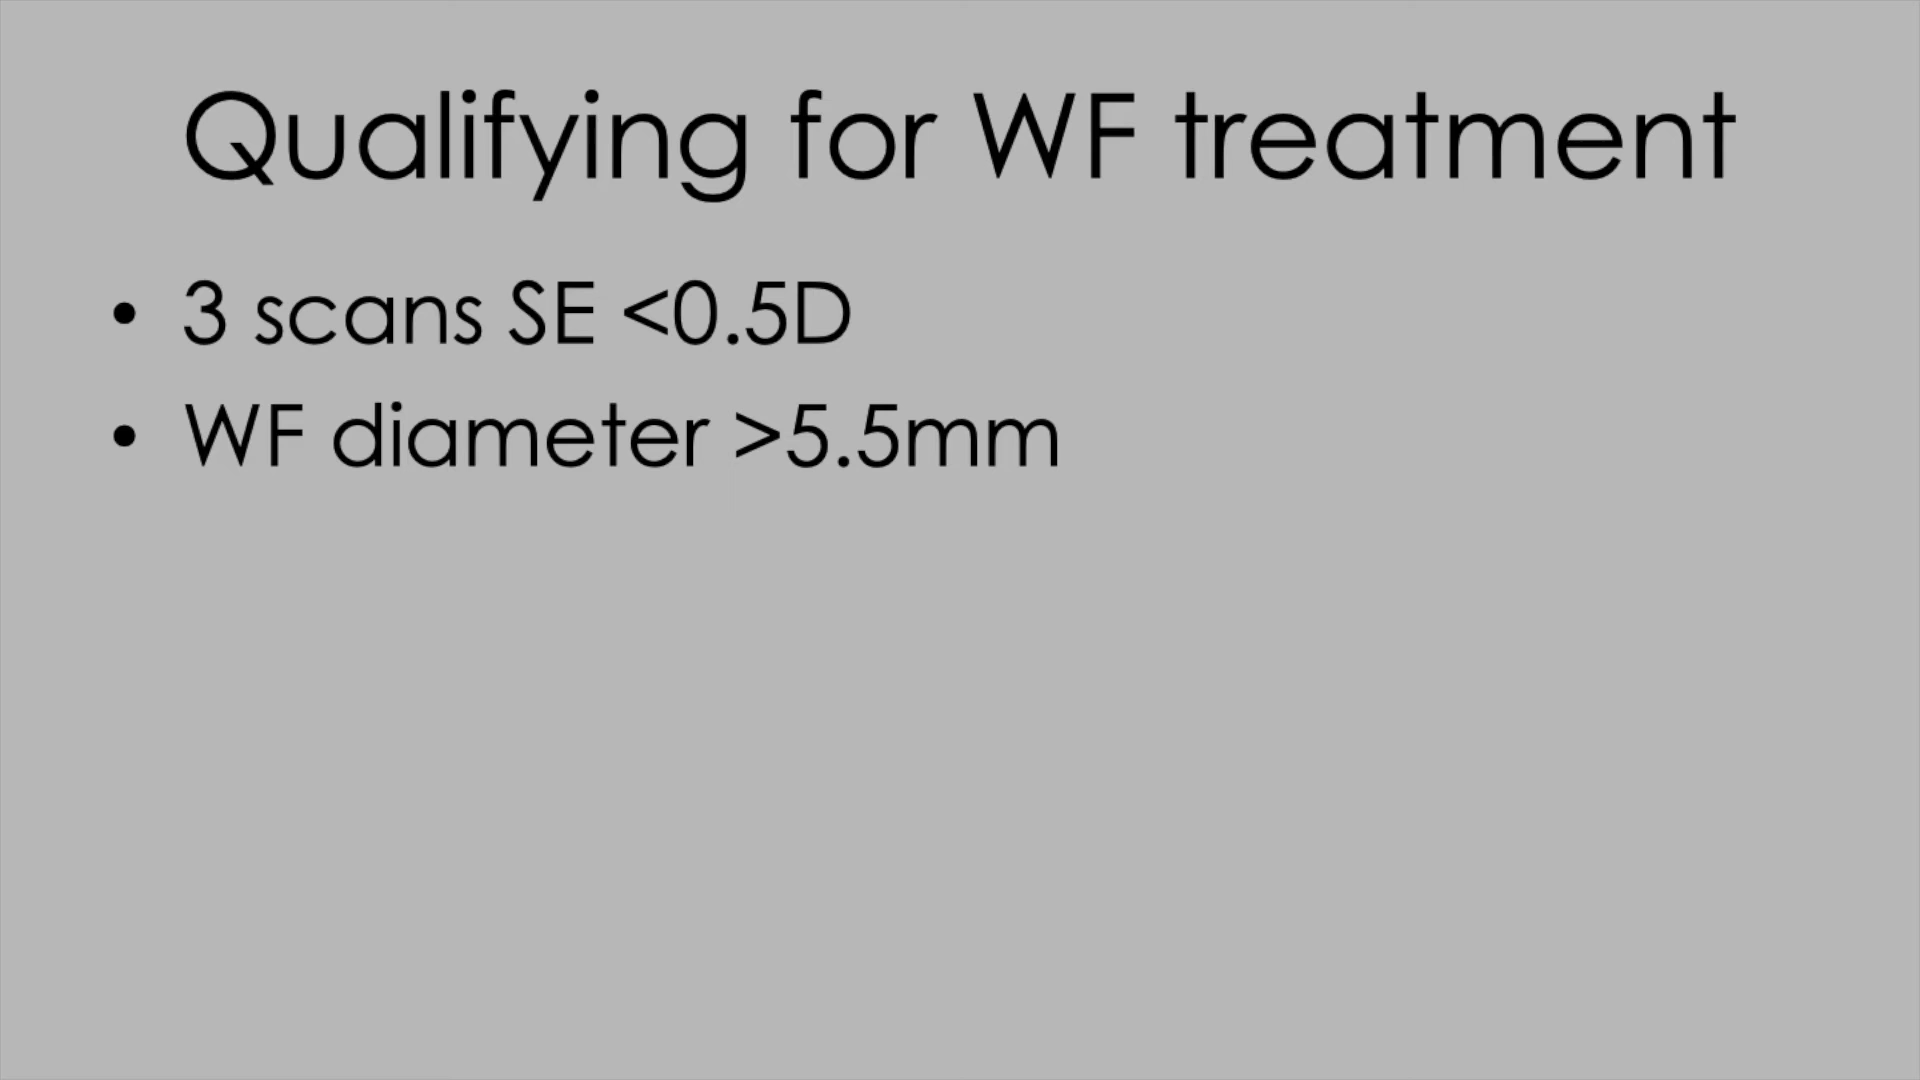 Qualifying for WF treatment
• 3 scans SE <0.5D
• WF diameter >5.5mm